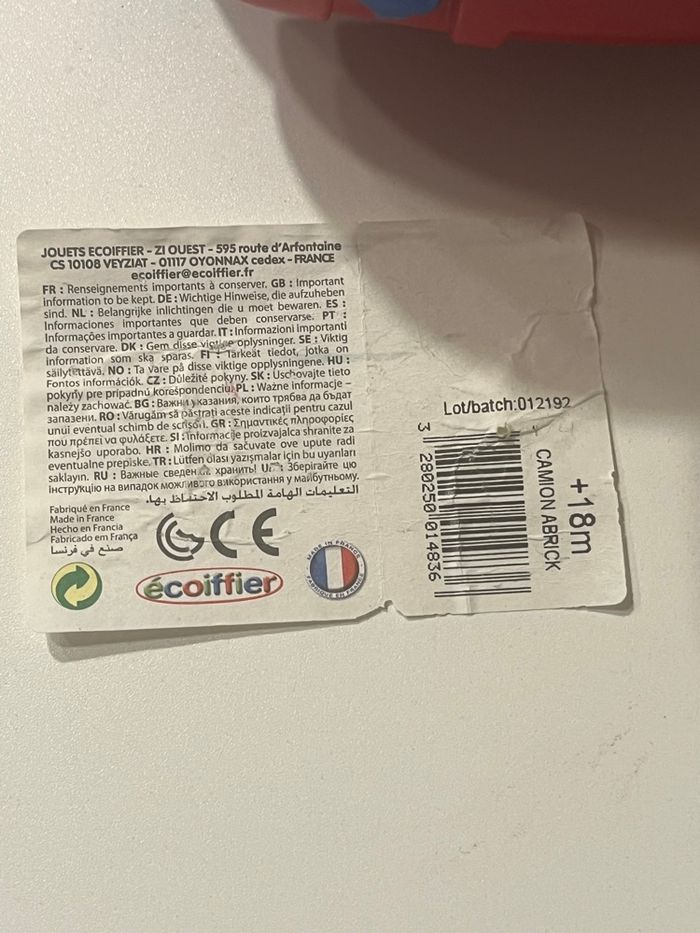 JOUETS ECOIFFIER - ZI OUEST - 595 route d'Arfontaine
CS 10108 VEYZIAT - 01117 OYONNAX cedex - FRANCE
ecoiffier@ecoiffier.fr
FR : Renseignements importants à conserver. GB : Important
information to be kept. DE : Wichtige Hinweise, die aufzuheben
sind. NL : Belangrijke inlichtingen die u moet bewaren. ES :
Informaciones importantes que deben conservarse. PT :
Informações importantes a guardar. IT : Informazioni importanti
da conservare. DK : Gem disse vigtige oplysninger. SE : Viktig
information som ska sparas. FI : Tärkeät tiedot, jotka on
säilytettävä. NO : Ta vare på disse viktige opplysningene. HU :
Fontos információk. CZ : Důležité pokyny. SK : Uschovajte tieto
pokyny pre prípadnú korešpondenciu PL : Ważne informacje –
należy zachować. BG : Важни указания, които трябва да бъдат
запазени. RO : Vărugăm să păstrați aceste indicații pentru cazul
unui eventual schimb de scrisori. GR : Σημαντικές πληροφορίες
που πρέπει να φυλάξετε. SI : Informacije proizvajalca shranite za
kasnejšo uporabo. HR : Molimo da sačuvate ove upute radi
eventualne prepiske. TR : Lütfen olası yazışmalar için bu uyarıları
saklayın. RU : Важные сведен хранить! U : Зберігайте цю
інструкцію на випадок можливого використання у майбутньому.
التعليمات الهامة المطلوب الاحتفاظ بها.
Fabriqué en France
Made in France
Hecho en Francia
Fabricado em França
صنع في فرنسا
CE
écoiffier
MADE IN FRANCE
FABRIQUÉ EN FRANCE
Lot/batch:012192
3 280250 014836
CAMION ABRICK
+18m